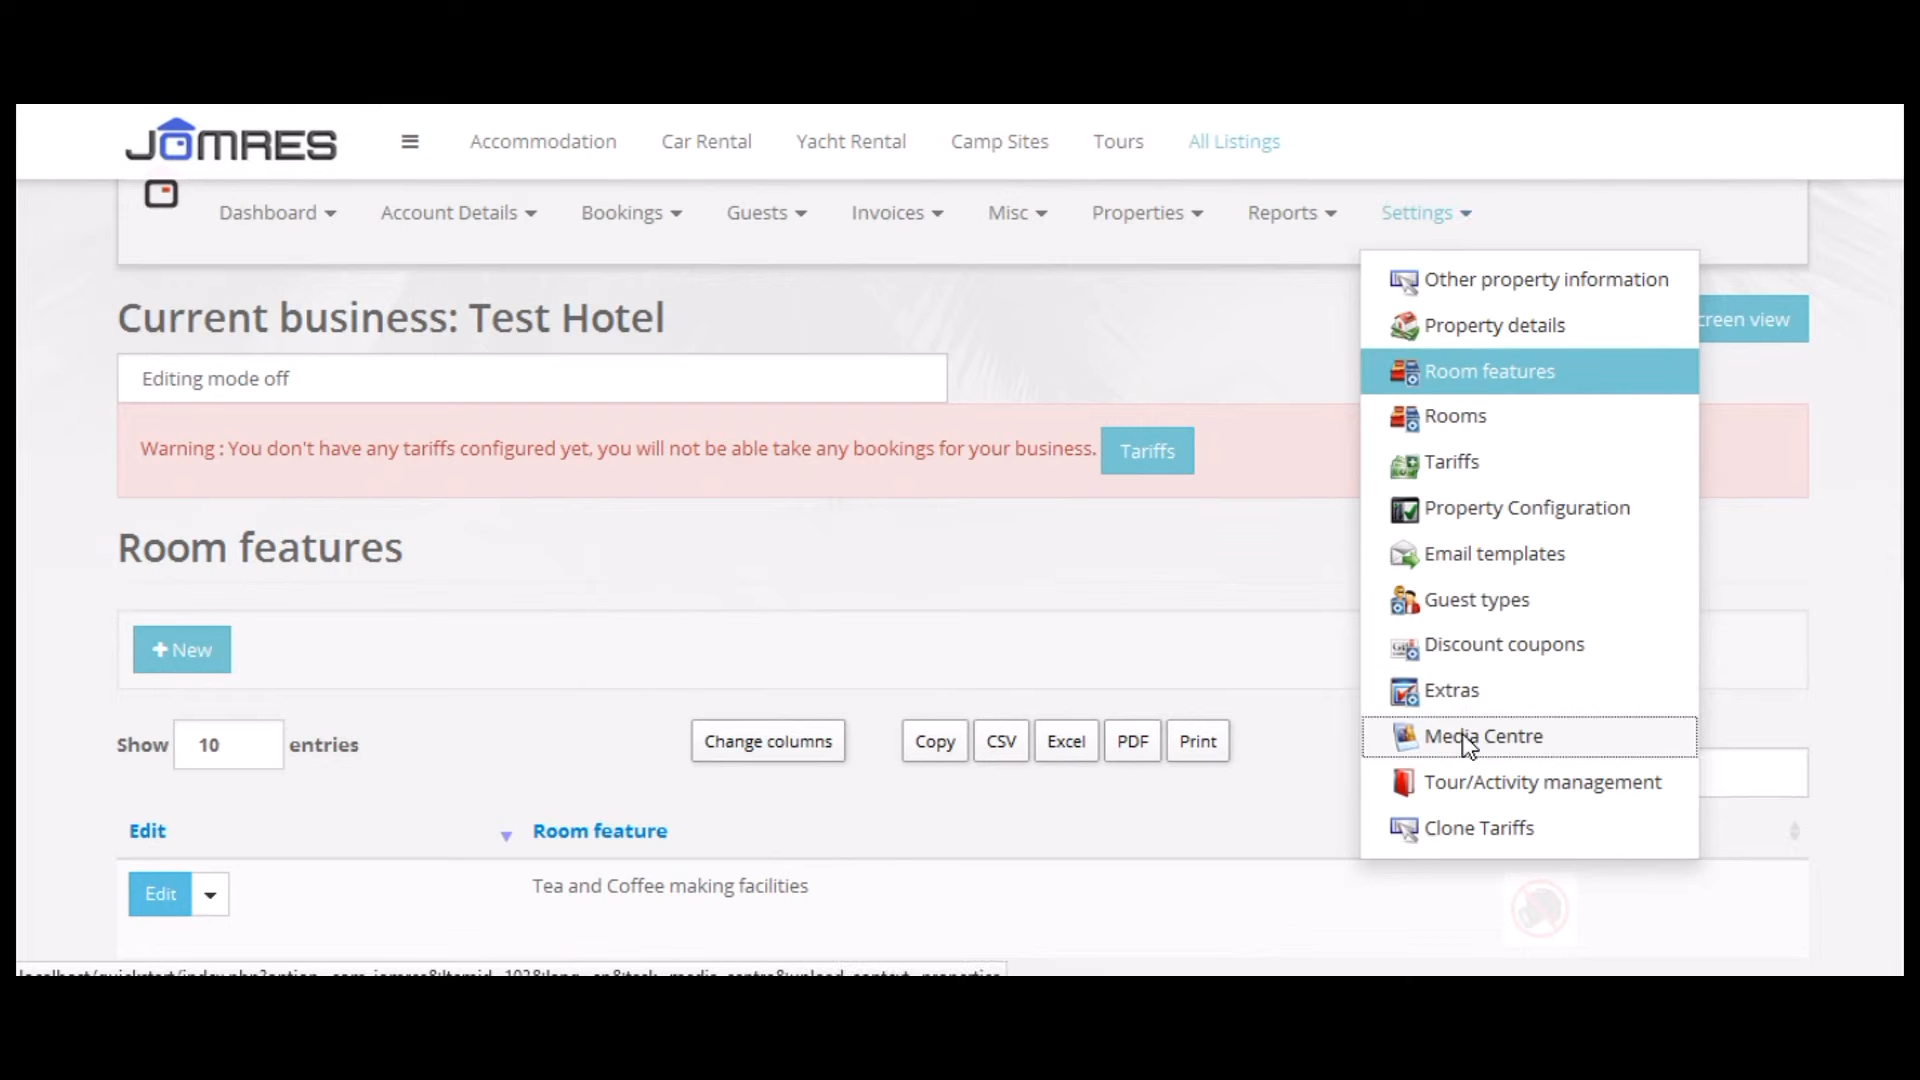 JOMRES
Accommodation Car Rental Yacht Rental Camp Sites Tours All Listings
Dashboard Account Details Bookings Guests Invoices Misc Properties Reports Settings
Other property information
Property details
Room features
Rooms
Tariffs
Property Configuration
Email templates
Guest types
Discount coupons
Extras
Media Centre
Tour/Activity management
Clone Tariffs
Current business: Test Hotel
creen view
Editing mode off
Warning : You don't have any tariffs configured yet, you will not be able take any bookings for your business. Tariffs
Room features
New
Show 10 entries
Change columns Copy CSV Excel PDF Print
Edit Room feature
Edit Tea and Coffee making facilities